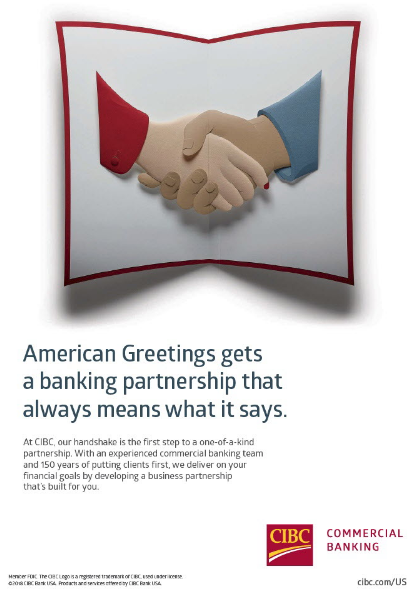 American Greetings gets
a banking partnership that
always means what it says.
At CIBC, our handshake is the first step to a one-of-a-kind
partnership. With an experienced commercial banking team
and 150 years of putting clients first, we deliver on your
financial goals by developing a business partnership
that's built for you.
CIBC
COMMERCIAL
BANKING
Member FDIC. The CIBC Logo is a registered trademark of CIBC, used under license.
©2018 CIBC Bank USA. Products and services offered by CIBC Bank USA.
cibc.com/US